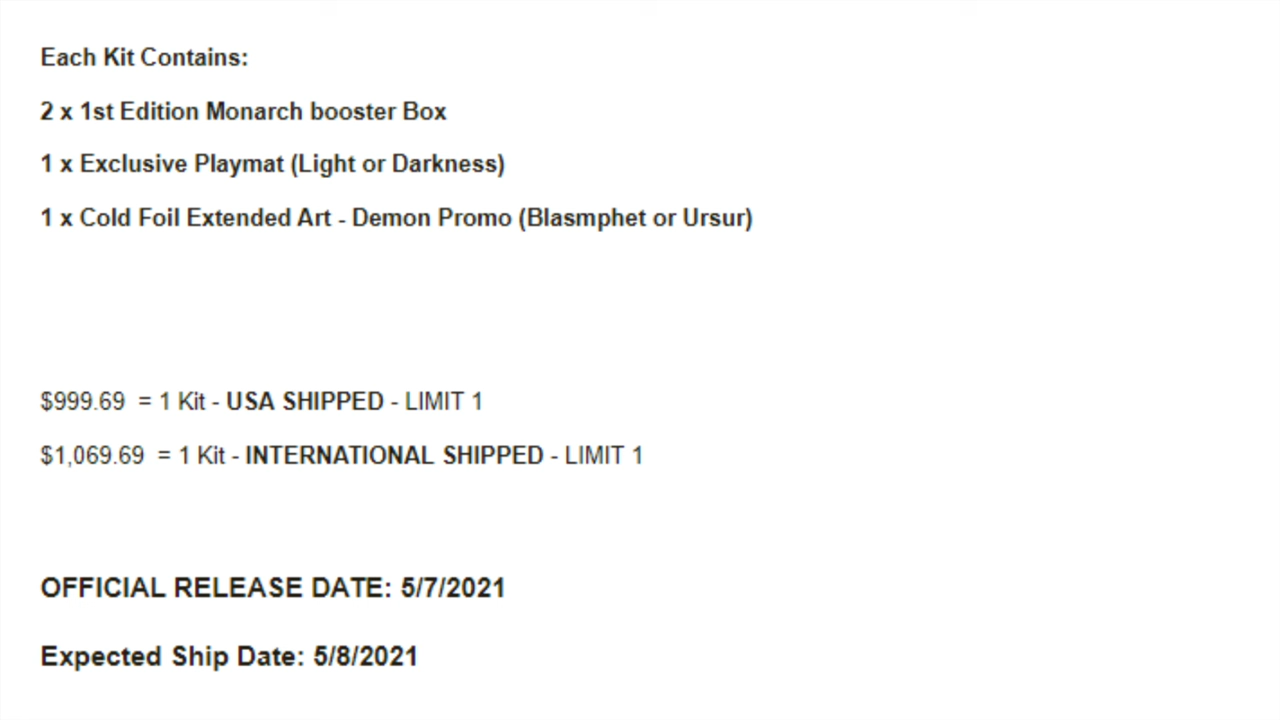 Each Kit Contains:
2 x 1st Edition Monarch booster Box
1 x Exclusive Playmat (Light or Darkness)
1 x Cold Foil Extended Art - Demon Promo (Blasmphet or Ursur)
$999.69 = 1 Kit - USA SHIPPED - LIMIT 1
$1,069.69 = 1 Kit - INTERNATIONAL SHIPPED - LIMIT 1
OFFICIAL RELEASE DATE: 5/7/2021
Expected Ship Date: 5/8/2021